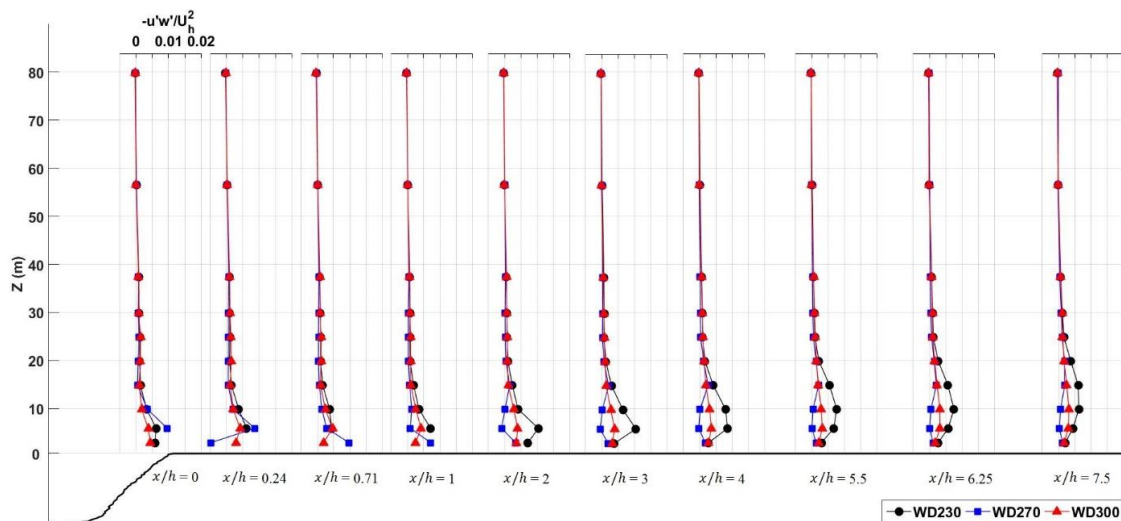 -u'w'/U_h^2
0 0.01 0.02
80
70
60
50
40
30
20
10
0
Z (m)
x/h = 0 x/h = 0.24 x/h = 0.71 x/h = 1 x/h = 2 x/h = 3 x/h = 4 x/h = 5.5 x/h = 6.25 x/h = 7.5
WD230 WD270 WD300